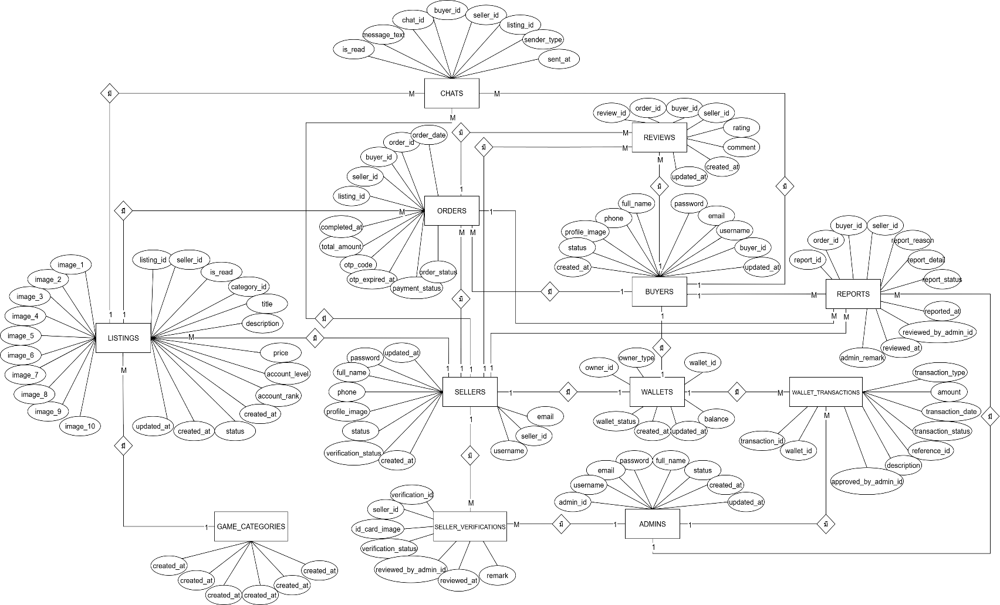 buyer_id
seller_id
chat_id
listing_id
message_text
sender_type
is_read
sent_at
มี
M
CHATS
M
M
review_id
order_id
buyer_id
seller_id
rating
comment
created_at
updated_at
มี
M
REVIEWS
มี
M
M
order_date
order_id
buyer_id
seller_id
listing_id
1
มี
มี
มี
M
ORDERS
1
completed_at
total_amount
otp_code
otp_expired_at
payment_status
order_status
M
M
full_name
password
phone
email
profile_image
username
status
buyer_id
created_at
updated_at
1
buyer_id
seller_id
order_id
report_reason
report_id
report_detail
report_status
มี
มี
1
BUYERS
1
1
M
REPORTS
M
1
M
M
reported_at
reviewed_by_admin_id
reviewed_at
admin_remark
image_1
image_2
image_3
image_4
image_5
image_6
image_7
image_8
image_9
image_10
listing_id
seller_id
is_read
category_id
title
description
1
1
LISTINGS
M
มี
มี
price
account_level
account_rank
created_at
updated_at
created_at
status
M
updated_at
password
full_name
phone
profile_image
status
verification_status
created_at
1
1
1
1
1
SELLERS
1
มี
1
WALLETS
1
มี
M
WALLET_TRANSACTIONS
มี
owner_type
owner_id
wallet_id
1
wallet_status
created_at
updated_at
balance
email
seller_id
username
1
transaction_type
amount
transaction_date
transaction_status
reference_id
description
approved_by_admin_id
transaction_id
wallet_id
M
มี
มี
มี
password
full_name
email
status
username
created_at
admin_id
updated_at
verification_id
seller_id
id_card_image
verification_status
reviewed_by_admin_id
reviewed_at
remark
M
SELLER_VERIFICATIONS
M
มี
1
ADMINS
1
มี
1
1
GAME_CATEGORIES
created_at
created_at
created_at
created_at
created_at
created_at